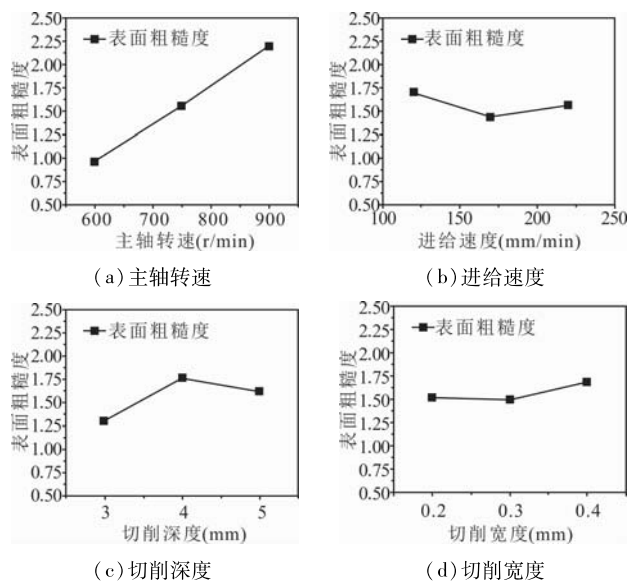 2.50
2.25
2.00
1.75
1.50
1.25
1.00
0.75
0.50
表面粗糙度
表面粗糙度
600 700 800 900
主轴转速(r/min)
(a)主轴转速
2.50
2.25
2.00
1.75
1.50
1.25
1.00
0.75
0.50
表面粗糙度
表面粗糙度
100 150 200 250
进给速度(mm/min)
(b)进给速度
2.50
2.25
2.00
1.75
1.50
1.25
1.00
0.75
0.50
表面粗糙度
表面粗糙度
3 4 5
切削深度(mm)
(c)切削深度
2.50
2.25
2.00
1.75
1.50
1.25
1.00
0.75
0.50
表面粗糙度
表面粗糙度
0.2 0.3 0.4
切削宽度(mm)
(d)切削宽度